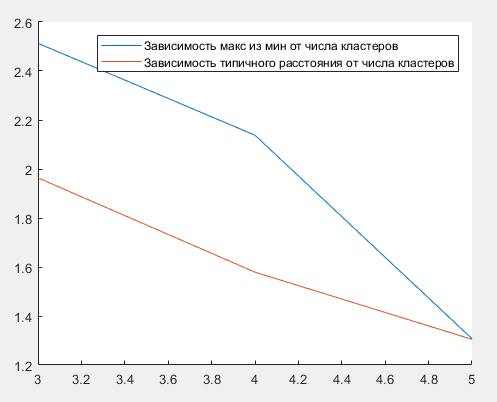 2.6
2.4
2.2
2
1.8
1.6
1.4
1.2
Зависимость макс из мин от числа кластеров
Зависимость типичного расстояния от числа кластеров
3 3.2 3.4 3.6 3.8 4 4.2 4.4 4.6 4.8 5